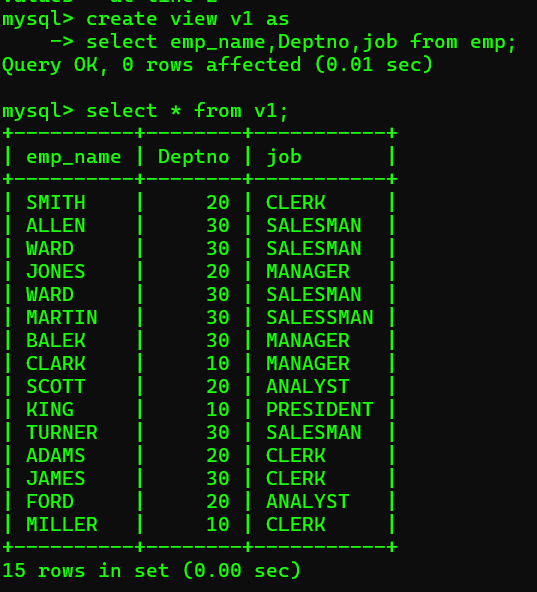 mysql> create view v1 as
    -> select emp_name,Deptno,job from emp;
Query OK, 0 rows affected (0.01 sec)

mysql> select * from v1;
+----------+--------+-----------+
| emp_name | Deptno | job       |
+----------+--------+-----------+
| SMITH    |     20 | CLERK     |
| ALLEN    |     30 | SALESMAN  |
| WARD     |     30 | SALESMAN  |
| JONES    |     20 | MANAGER   |
| WARD     |     30 | SALESMAN  |
| MARTIN   |     30 | SALESSMAN |
| BALEK    |     30 | MANAGER   |
| CLARK    |     10 | MANAGER   |
| SCOTT    |     20 | ANALYST   |
| KING     |     10 | PRESIDENT |
| TURNER   |     30 | SALESMAN  |
| ADAMS    |     20 | CLERK     |
| JAMES    |     30 | CLERK     |
| FORD     |     20 | ANALYST   |
| MILLER   |     10 | CLERK     |
+----------+--------+-----------+
15 rows in set (0.00 sec)